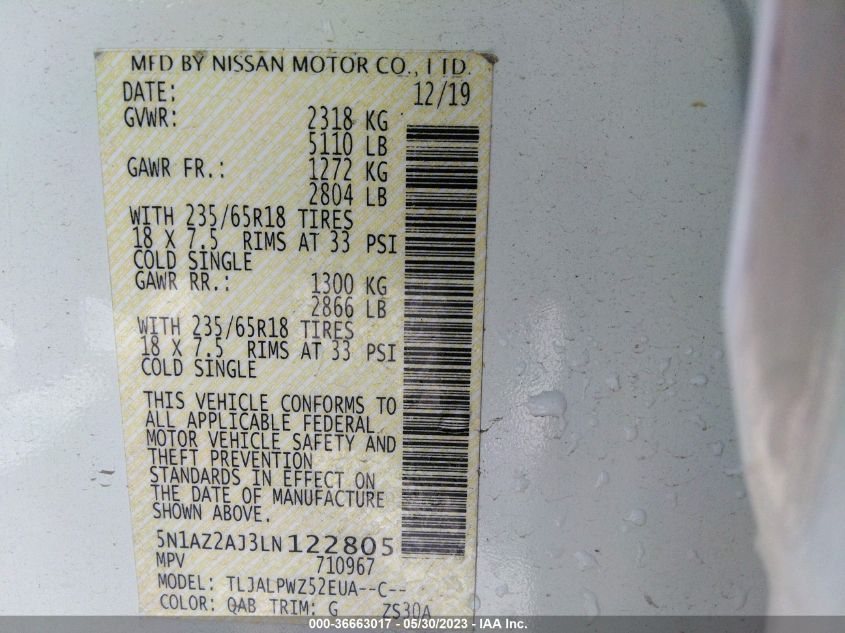 MFD BY NISSAN MOTOR CO., LTD.
DATE: 12/19
GVWR: 2318 KG
5110 LB
GAWR FR.: 1272 KG
2804 LB
WITH 235/65R18 TIRES
18 X 7.5 RIMS AT 33 PSI
COLD SINGLE
GAWR RR.: 1300 KG
2866 LB
WITH 235/65R18 TIRES
18 X 7.5 RIMS AT 33 PSI
COLD SINGLE
THIS VEHICLE CONFORMS TO
ALL APPLICABLE FEDERAL
MOTOR VEHICLE SAFETY AND
THEFT PREVENTION
STANDARDS IN EFFECT ON
THE DATE OF MANUFACTURE
SHOWN ABOVE.
5N1AZ2AJ3LN122805
MPV 710967
MODEL: TLJALPWZ52EUA--C--
COLOR: QAB TRIM: G ZS30A
000-36663017 — 05/30/2023 — IAA Inc.